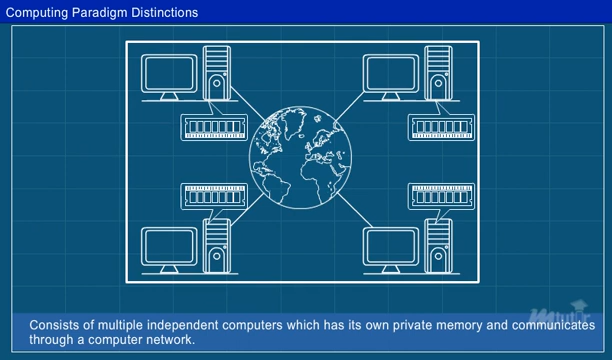 Computing Paradigm Distinctions
mtutor
Consists of multiple independent computers which has its own private memory and communicates
through a computer network.